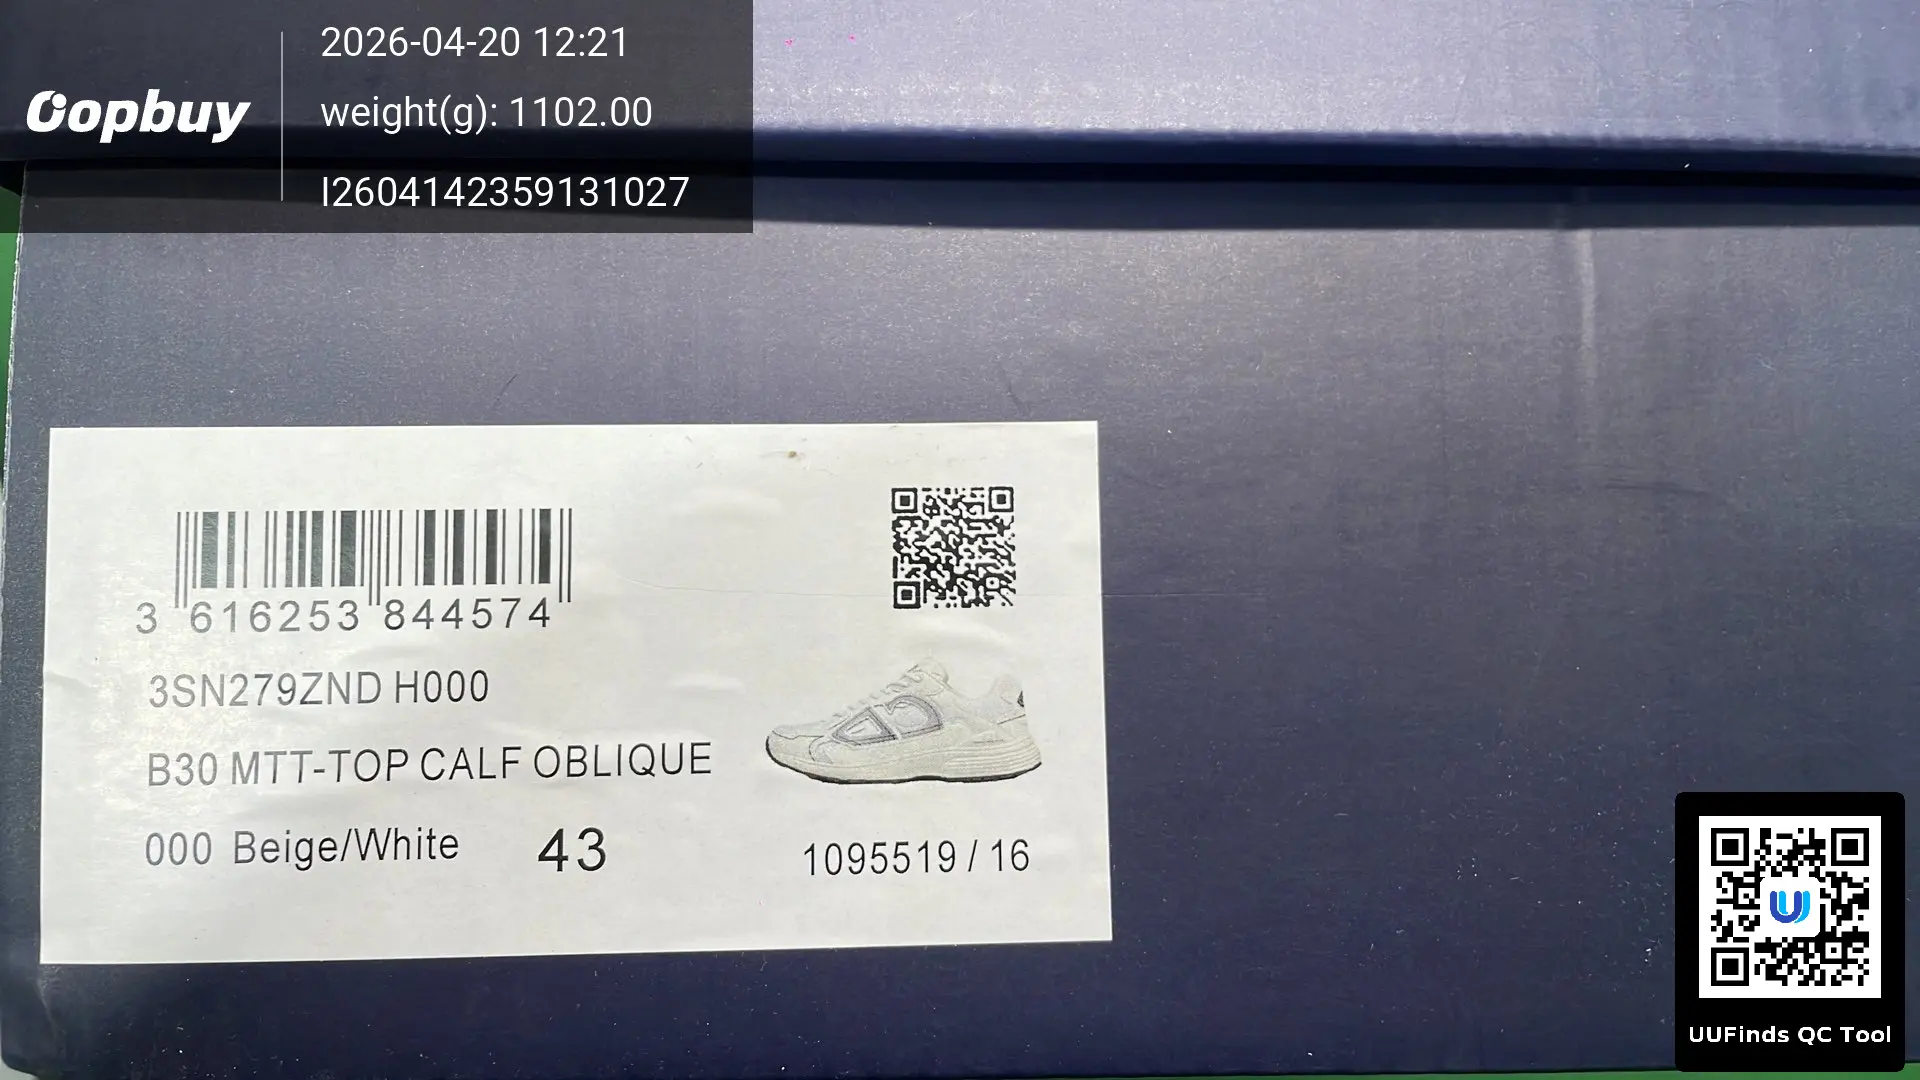 Oopbuy
2026-04-20 12:21
weight(g): 1102.00
I2604142359131027
3 616253 844574
3SN279ZND H000
B30 MTT-TOP CALF OBLIQUE
000 Beige/White 43
1095519 / 16
UUFinds QC Tool